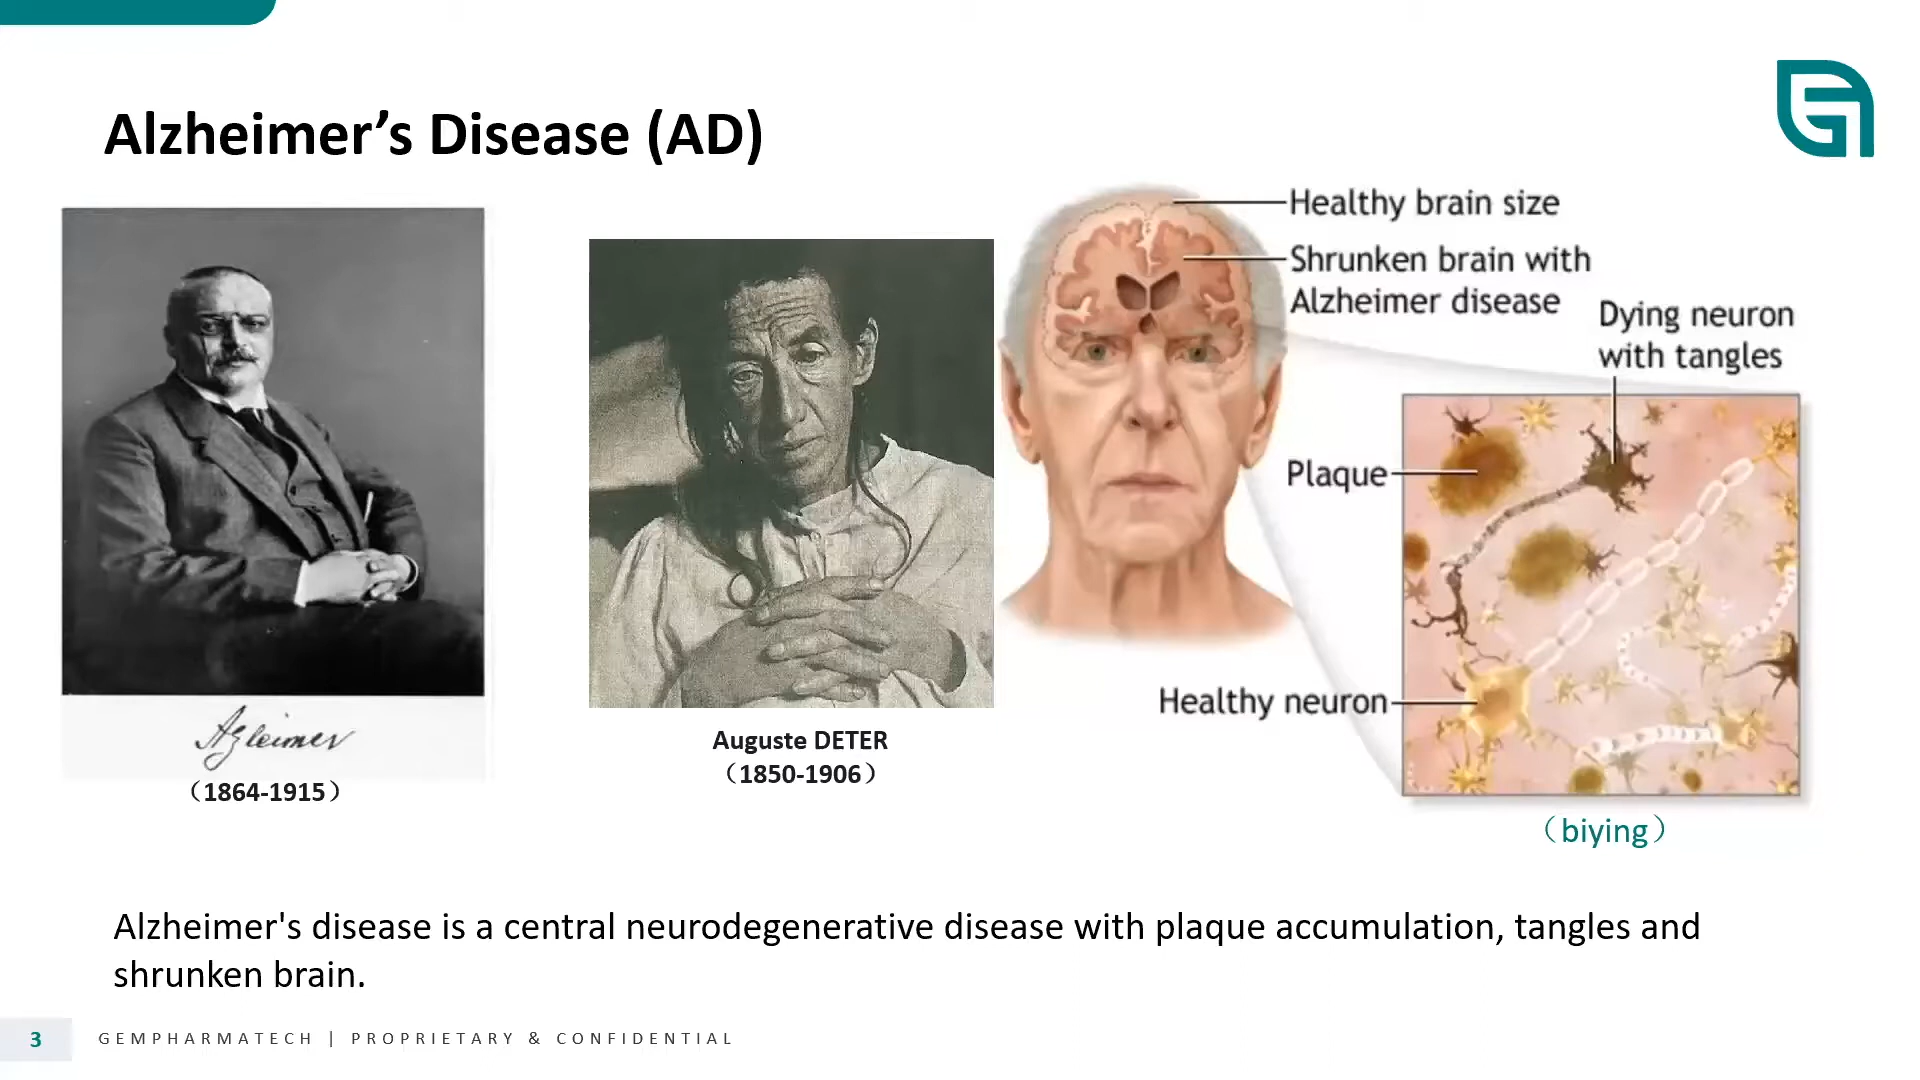 Alzheimer’s Disease (AD)
Alzheimer
（1864-1915）
Auguste DETER
（1850-1906）
Healthy brain size
Shrunken brain with
Alzheimer disease
Dying neuron
with tangles
Plaque
Healthy neuron
（biying）
Alzheimer's disease is a central neurodegenerative disease with plaque accumulation, tangles and
shrunken brain.
3
GEMPHARMATECH | PROPRIETARY & CONFIDENTIAL